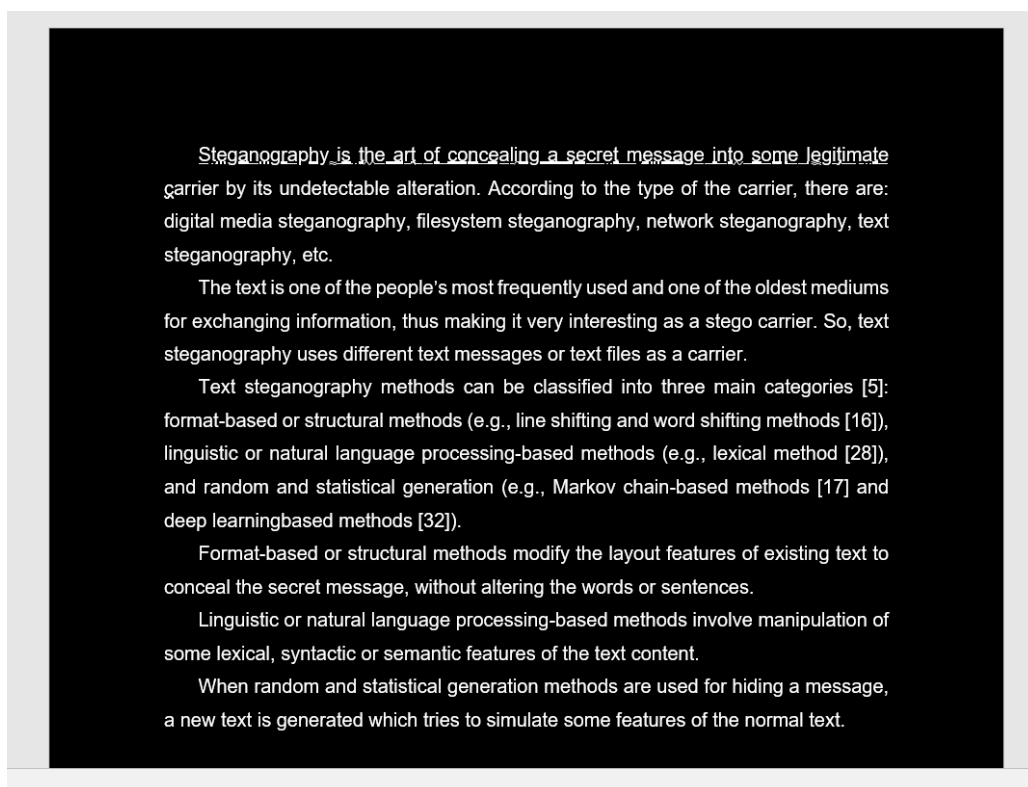 Steganography is the art of concealing a secret message into some legitimate
carrier by its undetectable alteration. According to the type of the carrier, there are:
digital media steganography, filesystem steganography, network steganography, text
steganography, etc.
The text is one of the people's most frequently used and one of the oldest mediums
for exchanging information, thus making it very interesting as a stego carrier. So, text
steganography uses different text messages or text files as a carrier.
Text steganography methods can be classified into three main categories [5]:
format-based or structural methods (e.g., line shifting and word shifting methods [16]),
linguistic or natural language processing-based methods (e.g., lexical method [28]),
and random and statistical generation (e.g., Markov chain-based methods [17] and
deep learningbased methods [32]).
Format-based or structural methods modify the layout features of existing text to
conceal the secret message, without altering the words or sentences.
Linguistic or natural language processing-based methods involve manipulation of
some lexical, syntactic or semantic features of the text content.
When random and statistical generation methods are used for hiding a message,
a new text is generated which tries to simulate some features of the normal text.